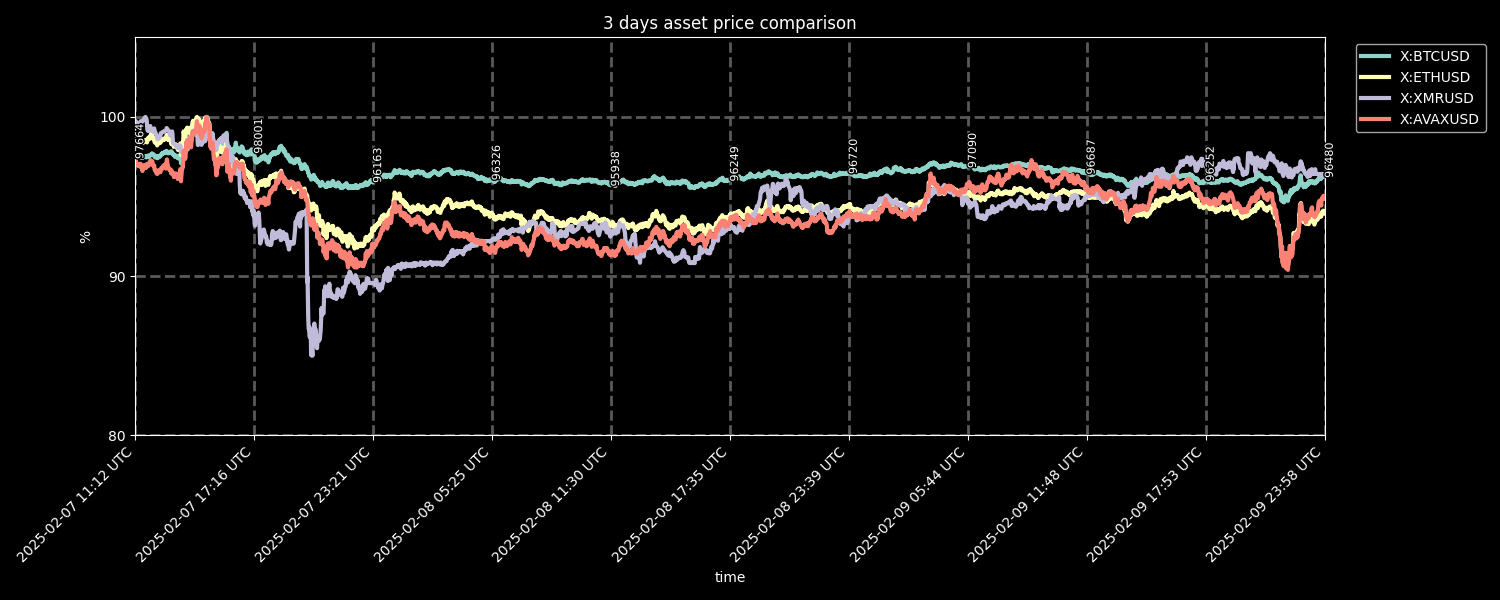 3 days asset price comparison
X:BTCUSD
X:ETHUSD
X:XMRUSD
X:AVAXUSD
100
90
80
%
97664
98001
96163
96326
95938
96249
96720
97090
96687
96252
96480
2025-02-07 11:12 UTC
2025-02-07 17:16 UTC
2025-02-07 23:21 UTC
2025-02-08 05:25 UTC
2025-02-08 11:30 UTC
2025-02-08 17:35 UTC
2025-02-08 23:39 UTC
2025-02-09 05:44 UTC
2025-02-09 11:48 UTC
2025-02-09 17:53 UTC
2025-02-09 23:58 UTC
time